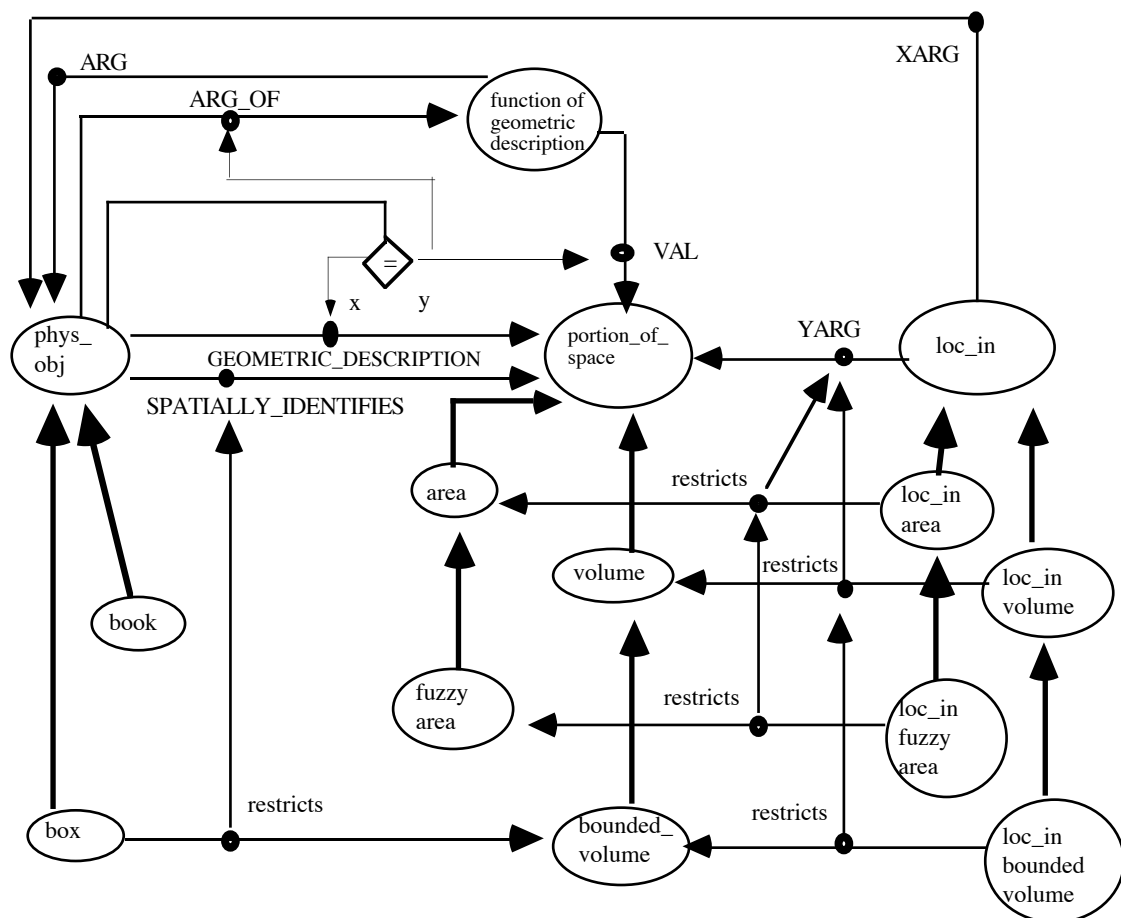 XARG
ARG
ARG_OF
function of
geometric
description
VAL
=
x
y
phys_
obj
portion_of_
space
YARG
loc_in
GEOMETRIC_DESCRIPTION
SPATIALLY_IDENTIFIES
area
restricts
loc_in
area
volume
restricts
loc_in
volume
book
fuzzy
area
restricts
loc_in
fuzzy
area
box
restricts
bounded_
volume
restricts
loc_in
bounded
volume